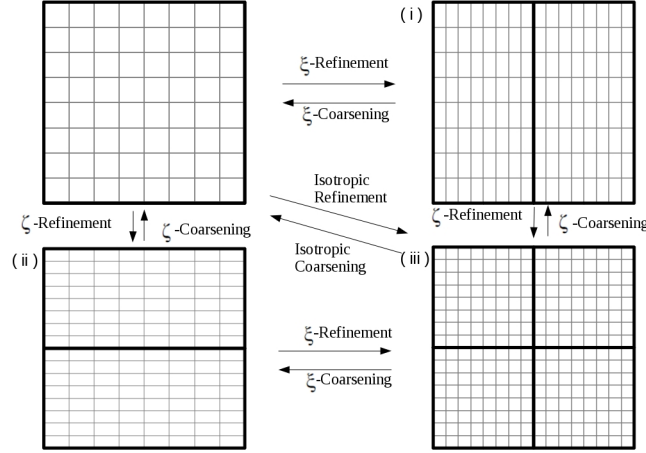 ( i )
ξ-Refinement
ξ-Coarsening
Isotropic
Refinement
ζ-Refinement
ζ-Coarsening
ζ-Refinement
ζ-Coarsening
Isotropic
Coarsening
( ii )
( iii )
ξ-Refinement
ξ-Coarsening